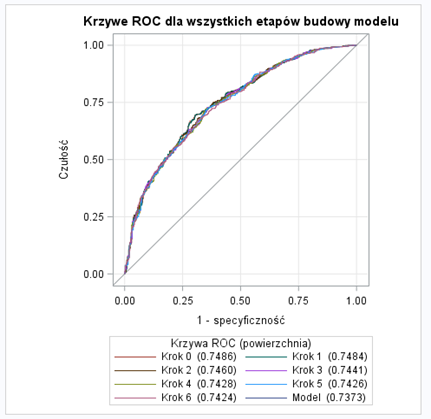 Krzywe ROC dla wszystkich etapów budowy modelu
1.00
0.75
0.50
0.25
0.00
Czułość
0.00 0.25 0.50 0.75 1.00
1 - specyficzność
Krzywa ROC (powierzchnia)
Krok 0 (0.7486) Krok 1 (0.7484)
Krok 2 (0.7460) Krok 3 (0.7441)
Krok 4 (0.7428) Krok 5 (0.7426)
Krok 6 (0.7424) Model (0.7373)